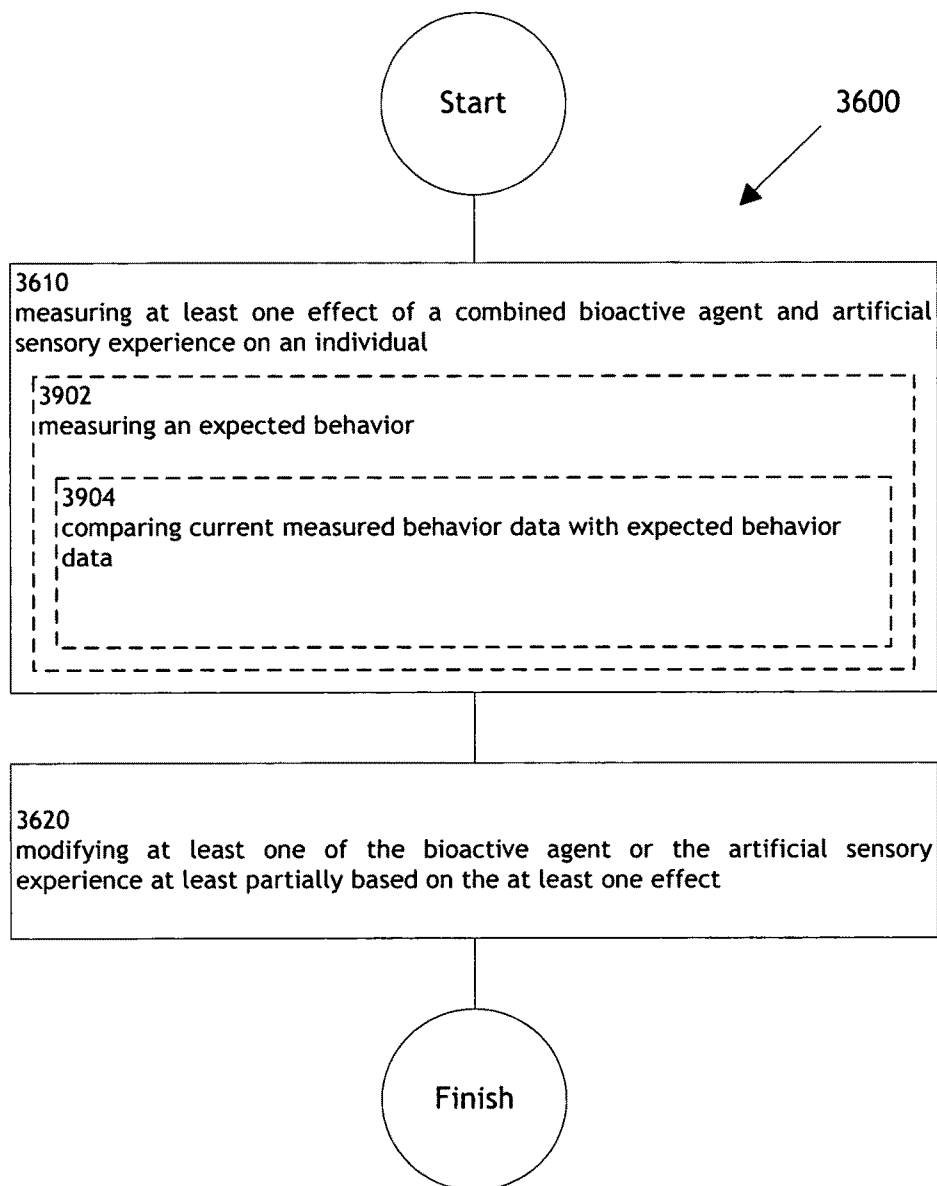 Start
3600
3610
measuring at least one effect of a combined bioactive agent and artificial
sensory experience on an individual
3902
measuring an expected behavior
3904
comparing current measured behavior data with expected behavior
data
3620
modifying at least one of the bioactive agent or the artificial sensory
experience at least partially based on the at least one effect
Finish